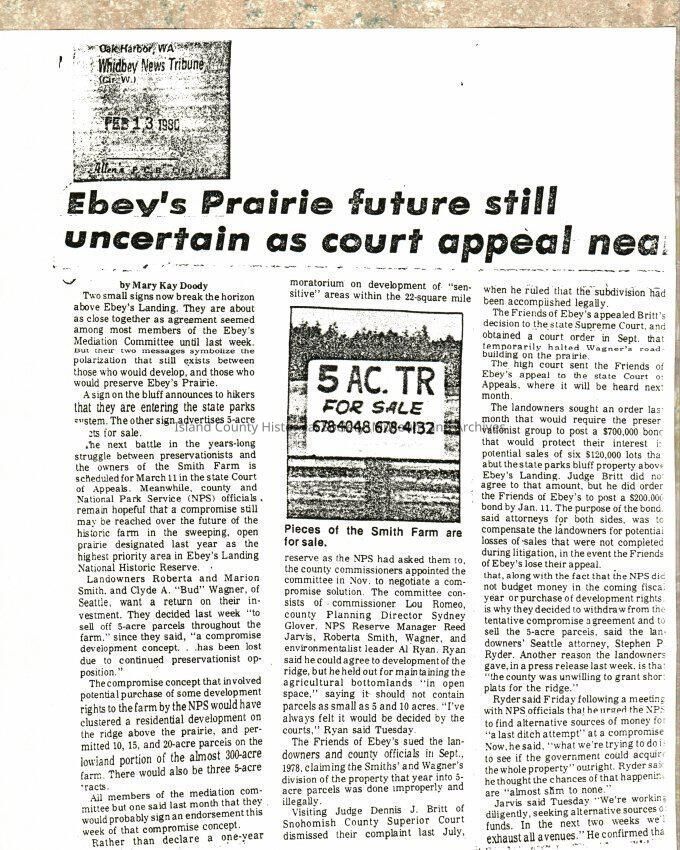 Oak Harbor, WA
Whidbey News Tribune
(Cir. W.)
FEB 13 1980
Allen's P.C.B.
Ebey's Prairie future still
uncertain as court appeal nea
by Mary Kay Doody
Two small signs now break the horizon
above Ebey's Landing. They are about
as close together as agreement seemed
among most members of the Ebey's
Mediation Committee until last week.
But their two messages symbolize the
polarization that still exists between
those who would develop, and those who
would preserve Ebey's Prairie.
A sign on the bluff announces to hikers
that they are entering the state parks
system. The other sign advertises 5-acre
cts for sale.
he next battle in the years-long
struggle between preservationists and
the owners of the Smith Farm is
scheduled for March 11 in the state Court
of Appeals. Meanwhile, county and
National Park Service (NPS) officials
remain hopeful that a compromise still
may be reached over the future of the
historic farm in the sweeping, open
prairie designated last year as the
highest priority area in Ebey's Landing
National Historic Reserve.
Landowners Roberta and Marion
Smith, and Clyde A. "Bud" Wagner, of
Seattle, want a return on their in-
vestment. They decided last week "to
sell off 5-acre parcels throughout the
farm." since they said, "a compromise
development concept. . .has been lost
due to continued preservationist op-
position."
The compromise concept that involved
potential purchase of some development
rights to the farm by the NPS would have
clustered a residential development on
the ridge above the prairie, and per-
mitted 10, 15, and 20-acre parcels on the
lowland portion of the almost 300-acre
farm. There would also be three 5-acre
tracts.
All members of the mediation com-
mittee but one said last month that they
would probably sign an endorsement this
week of that compromise concept.
Rather than declare a one-year
moratorium on development of "sen-
sitive" areas within the 22-square mile
5 AC. TR
FOR SALE
678-4048 678-4132
Pieces of the Smith Farm are
for sale.
reserve as the NPS had asked them to,
the county commissioners appointed the
committee in Nov. to negotiate a com-
promise solution. The committee con-
sists of commissioner Lou Romeo,
county Planning Director Sydney
Glover, NPS Reserve Manager Reed
Jarvis, Roberta Smith, Wagner, and
environmentalist leader Al Ryan. Ryan
said he could agree to development of the
ridge, but he held out for maintaining the
agricultural bottomlands "in open
space," saying it should not contain
parcels as small as 5 and 10 acres. "I've
always felt it would be decided by the
courts," Ryan said Tuesday.
The Friends of Ebey's sued the lan-
downers and county officials in Sept.,
1978, claiming the Smiths' and Wagner's
division of the property that year into 5-
acre parcels was done improperly and
illegally.
Visiting Judge Dennis J. Britt of
Snohomish County Superior Court
dismissed their complaint last July,
when he ruled that the subdivision had
been accomplished legally.
The Friends of Ebey's appealed Britt's
decision to the state Supreme Court, and
obtained a court order in Sept. that
temporarily halted Wagner's road-
building on the prairie.
The high court sent the Friends of
Ebey's appeal to the state Court o
Appeals, where it will be heard nex
month.
The landowners sought an order las
month that would require the preser
vationist group to post a $700,000 bond
that would protect their interest i
potential sales of six $120,000 lots tha
abut the state parks bluff property above
Ebey's Landing. Judge Britt did no
agree to that amount, but he did order
the Friends of Ebey's to post a $200,000
bond by Jan. 11. The purpose of the bond,
said attorneys for both sides, was to
compensate the landowners for potential
losses of sales that were not completed
during litigation, in the event the Friends
of Ebey's lose their appeal.
that, along with the fact that the NPS did
not budget money in the coming fisca
year or purchase of development rights
is why they decided to withdraw from the
tentative compromise agreement and to
sell the 5-acre parcels, said the lan-
downers' Seattle attorney, Stephen P
Ryder. Another reason the landowners
gave, in a press release last week, is tha
"the county was unwilling to grant shor
plats for the ridge."
Ryder said Friday following a meeting
with NPS officials that he urged the NPS
to find alternative sources of money for
"a last ditch attempt" at a compromise
Now, he said, "what we're trying to do is
to see if the government could acquire
the whole property" outright. Ryder said
he thought the chances of that happening
are "almost slim to none."
Jarvis said Tuesday "We're working
diligently, seeking alternative sources o
funds. In the next two weeks we'l
exhaust all avenues." He confirmed tha
Island County Historical
Archives